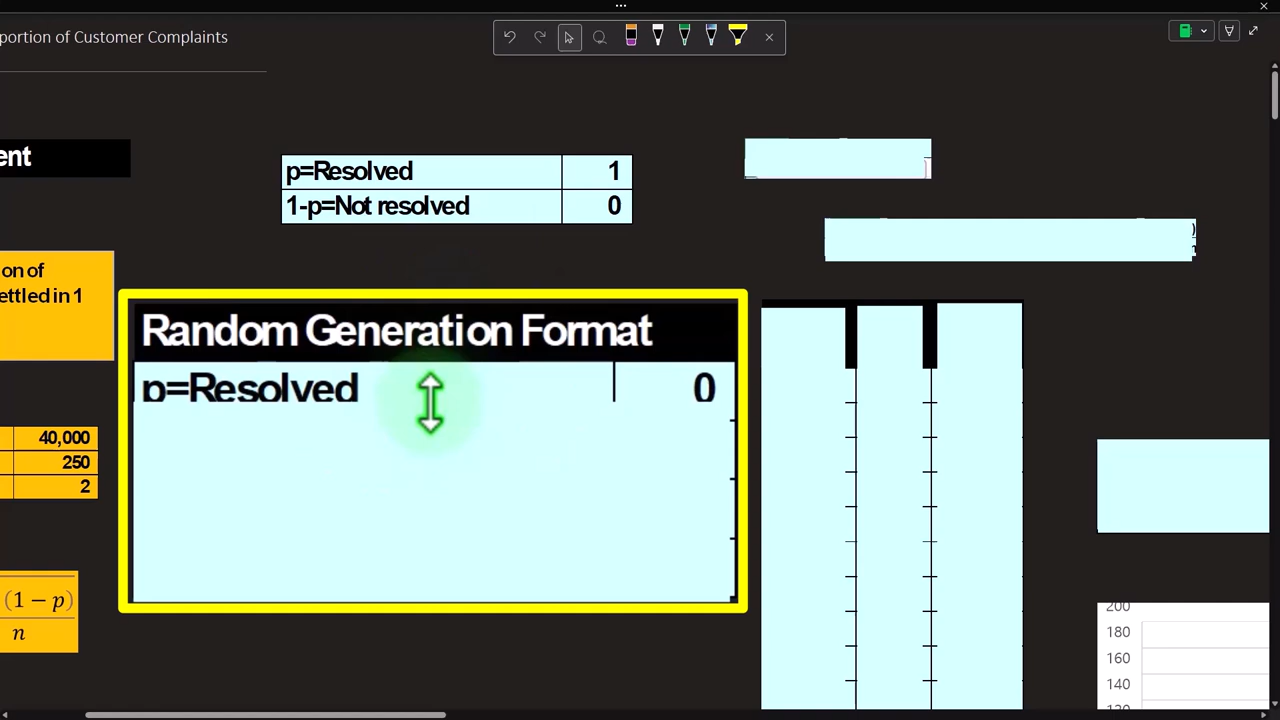 portion of Customer Complaints
ent
p=Resolved 1
1-p=Not resolved 0
on of
ettled in 1
Random Generation Format
p=Resolved 0
40,000
250
2
(1 − p)
n
)
200
180
160
140
120